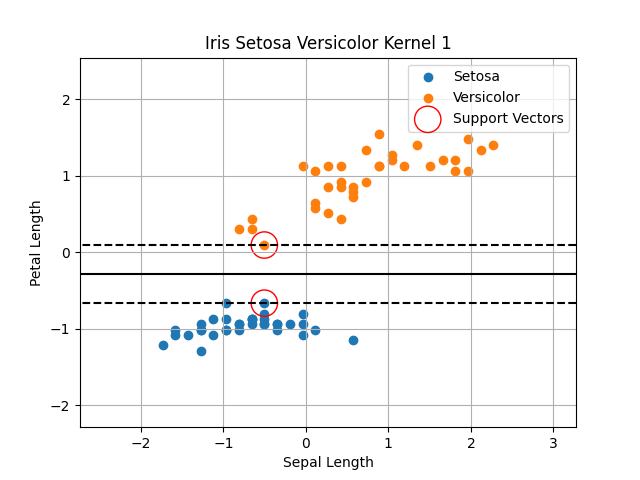 Iris Setosa Versicolor Kernel 1
Setosa
Versicolor
Support Vectors
Petal Length
2
1
0
−1
−2
−2
−1
0
1
2
3
Sepal Length